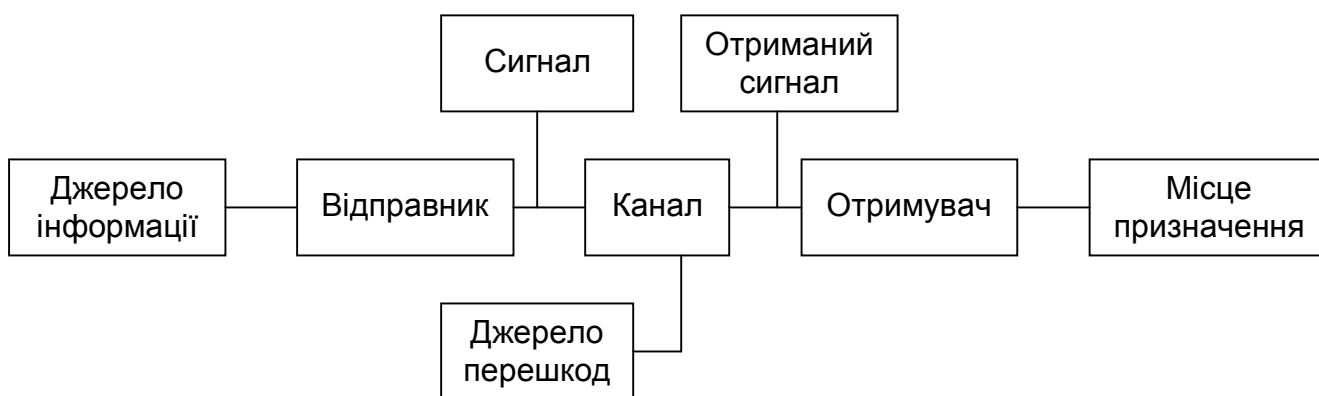 Сигнал
Отриманий
сигнал
Джерело
інформації
Відправник
Канал
Отримувач
Місце
призначення
Джерело
перешкод